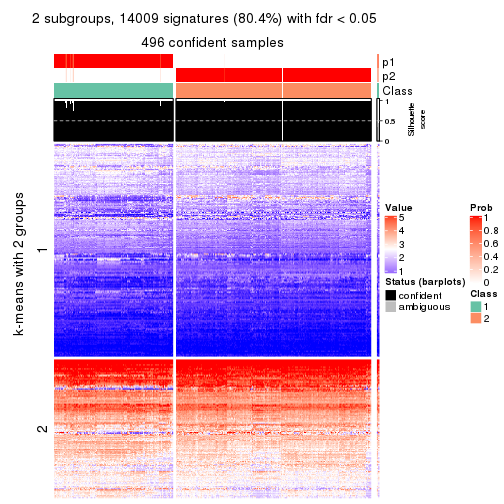 2 subgroups, 14009 signatures (80.4%) with fdr < 0.05
496 confident samples
p1
p2
Class
1
0.5
0
Silhouette
score
k-means with 2 groups
1
2
Value
5
4
3
2
1
Prob
1
0.8
0.6
0.4
0.2
0
Status (barplots)
confident
ambiguous
Class
1
2